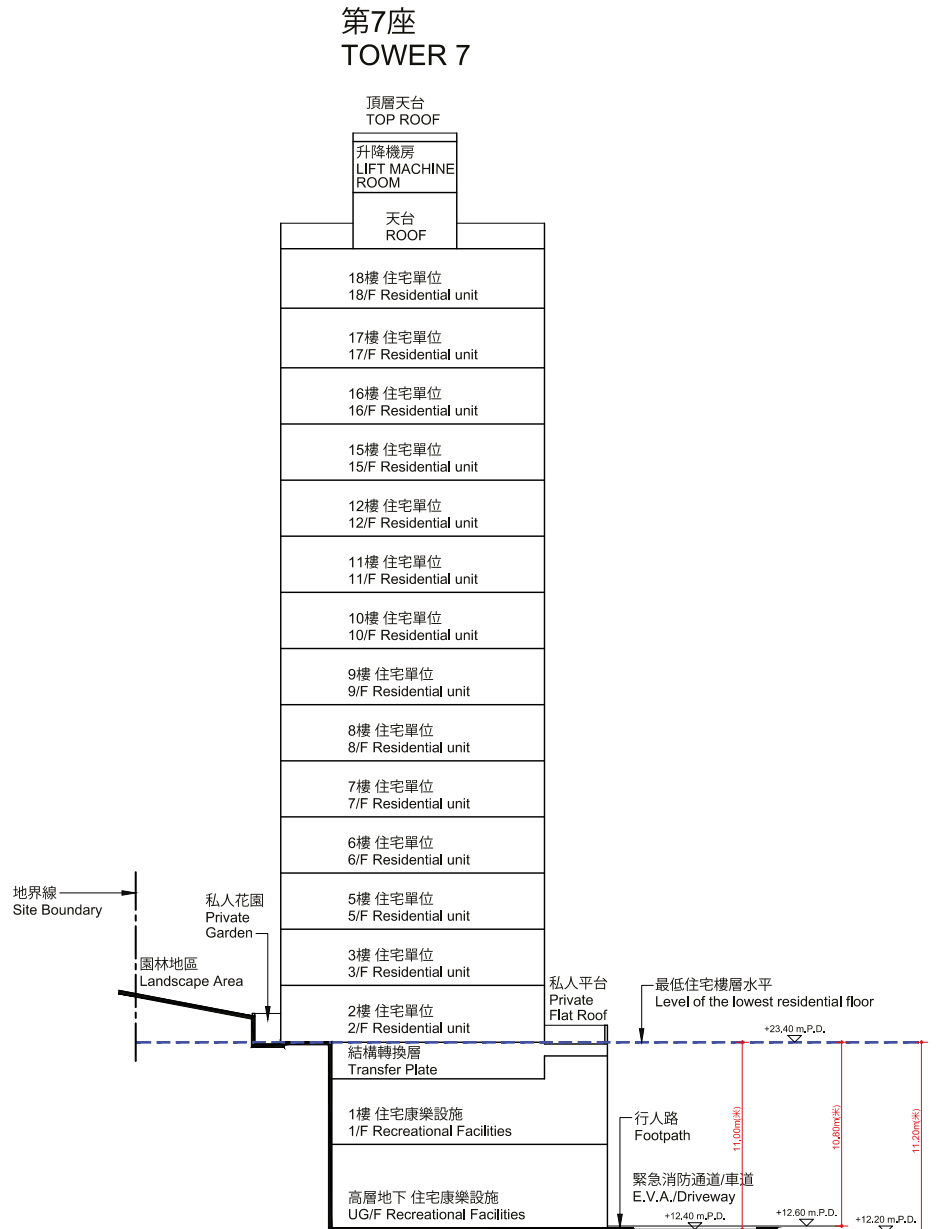 第7座
TOWER 7
頂層天台
TOP ROOF
升降機房
LIFT MACHINE
ROOM
天台
ROOF
18樓 住宅單位
18/F Residential unit
17樓 住宅單位
17/F Residential unit
16樓 住宅單位
16/F Residential unit
15樓 住宅單位
15/F Residential unit
12樓 住宅單位
12/F Residential unit
11樓 住宅單位
11/F Residential unit
10樓 住宅單位
10/F Residential unit
9樓 住宅單位
9/F Residential unit
8樓 住宅單位
8/F Residential unit
7樓 住宅單位
7/F Residential unit
6樓 住宅單位
6/F Residential unit
5樓 住宅單位
5/F Residential unit
3樓 住宅單位
3/F Residential unit
2樓 住宅單位
2/F Residential unit
地界線
Site Boundary
私人花園
Private
Garden
園林地區
Landscape Area
私人平台
Private
Flat Roof
最低住宅樓層水平
Level of the lowest residential floor
+23.40 m.P.D.
結構轉換層
Transfer Plate
1樓 住宅康樂設施
1/F Recreational Facilities
高層地下 住宅康樂設施
UG/F Recreational Facilities
行人路
Footpath
緊急消防通道/車道
E.V.A./Driveway
11.00m(米)
10.80m(米)
11.20m(米)
+12.40 m.P.D.
+12.60 m.P.D.
+12.20 m.P.D.